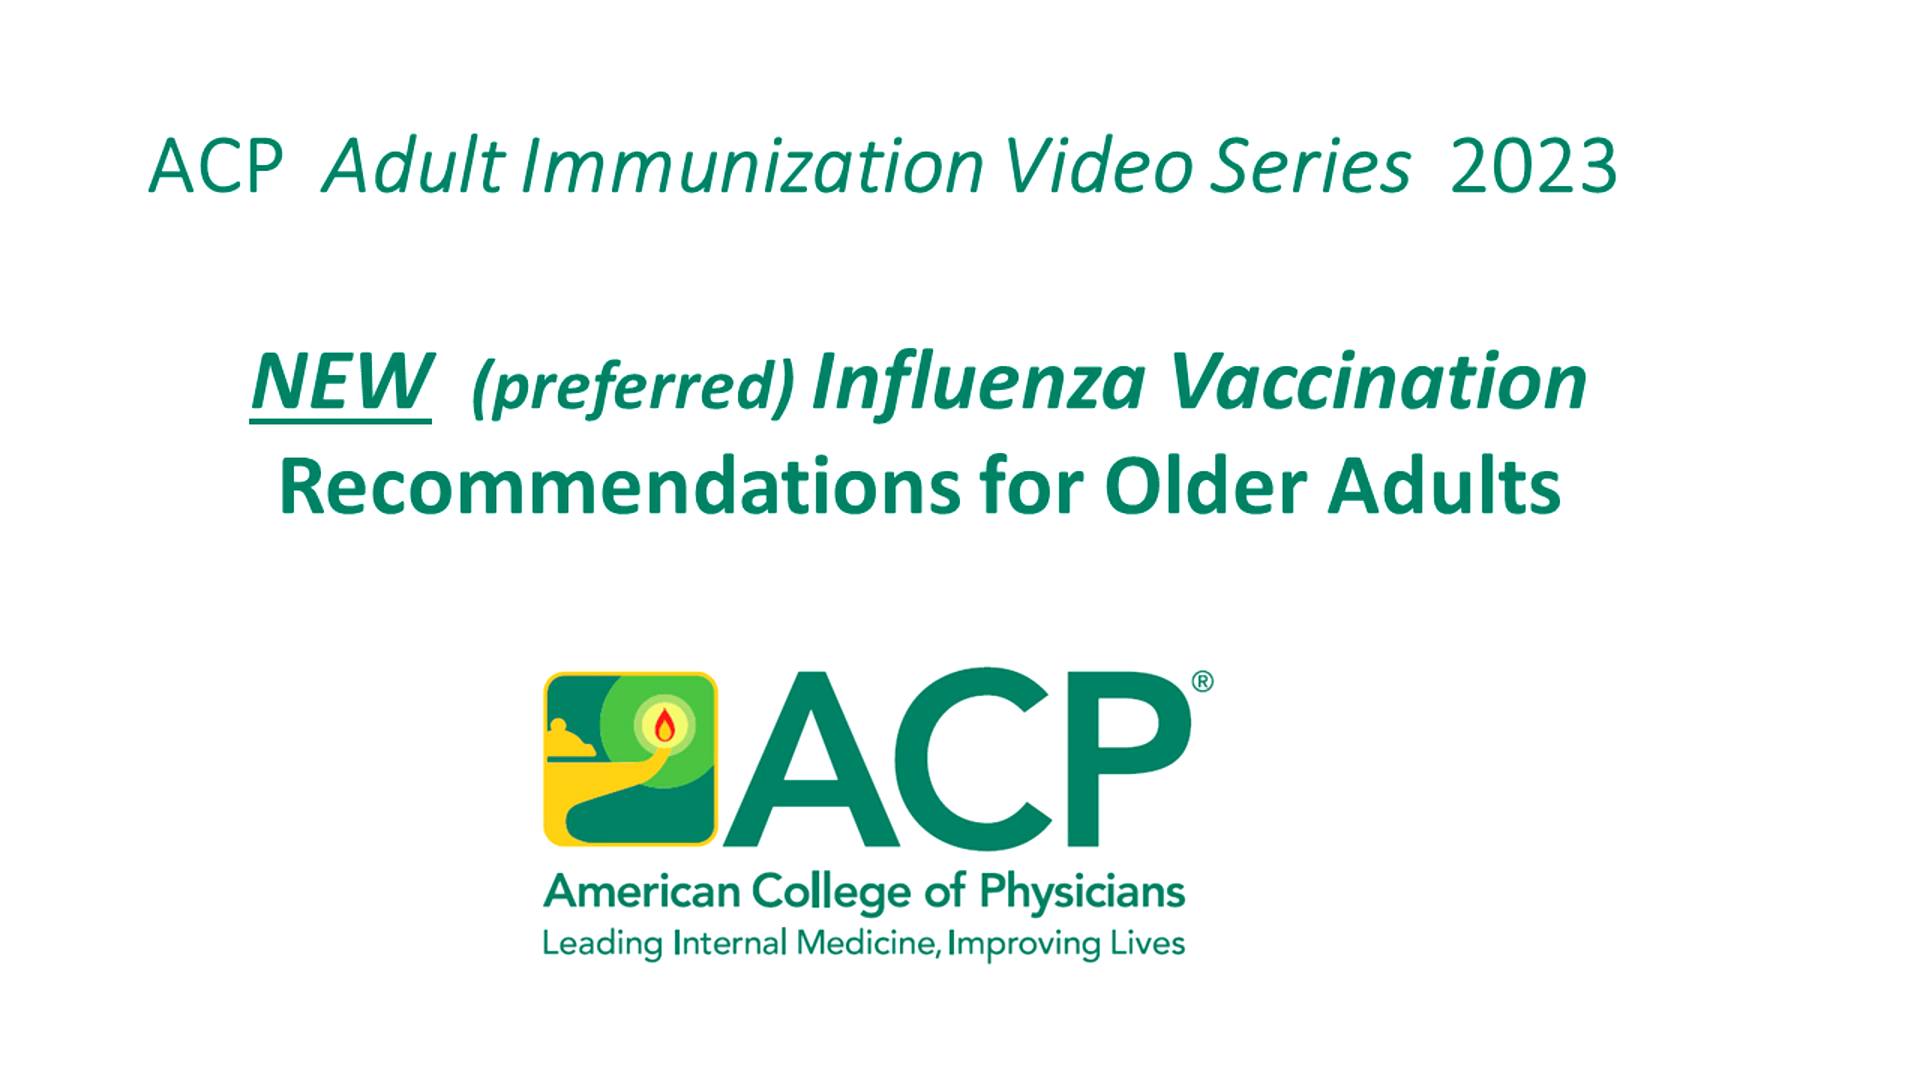 ACP Adult Immunization Video Series 2023
NEW (preferred) Influenza Vaccination
Recommendations for Older Adults
ACP®
American College of Physicians
Leading Internal Medicine, Improving Lives